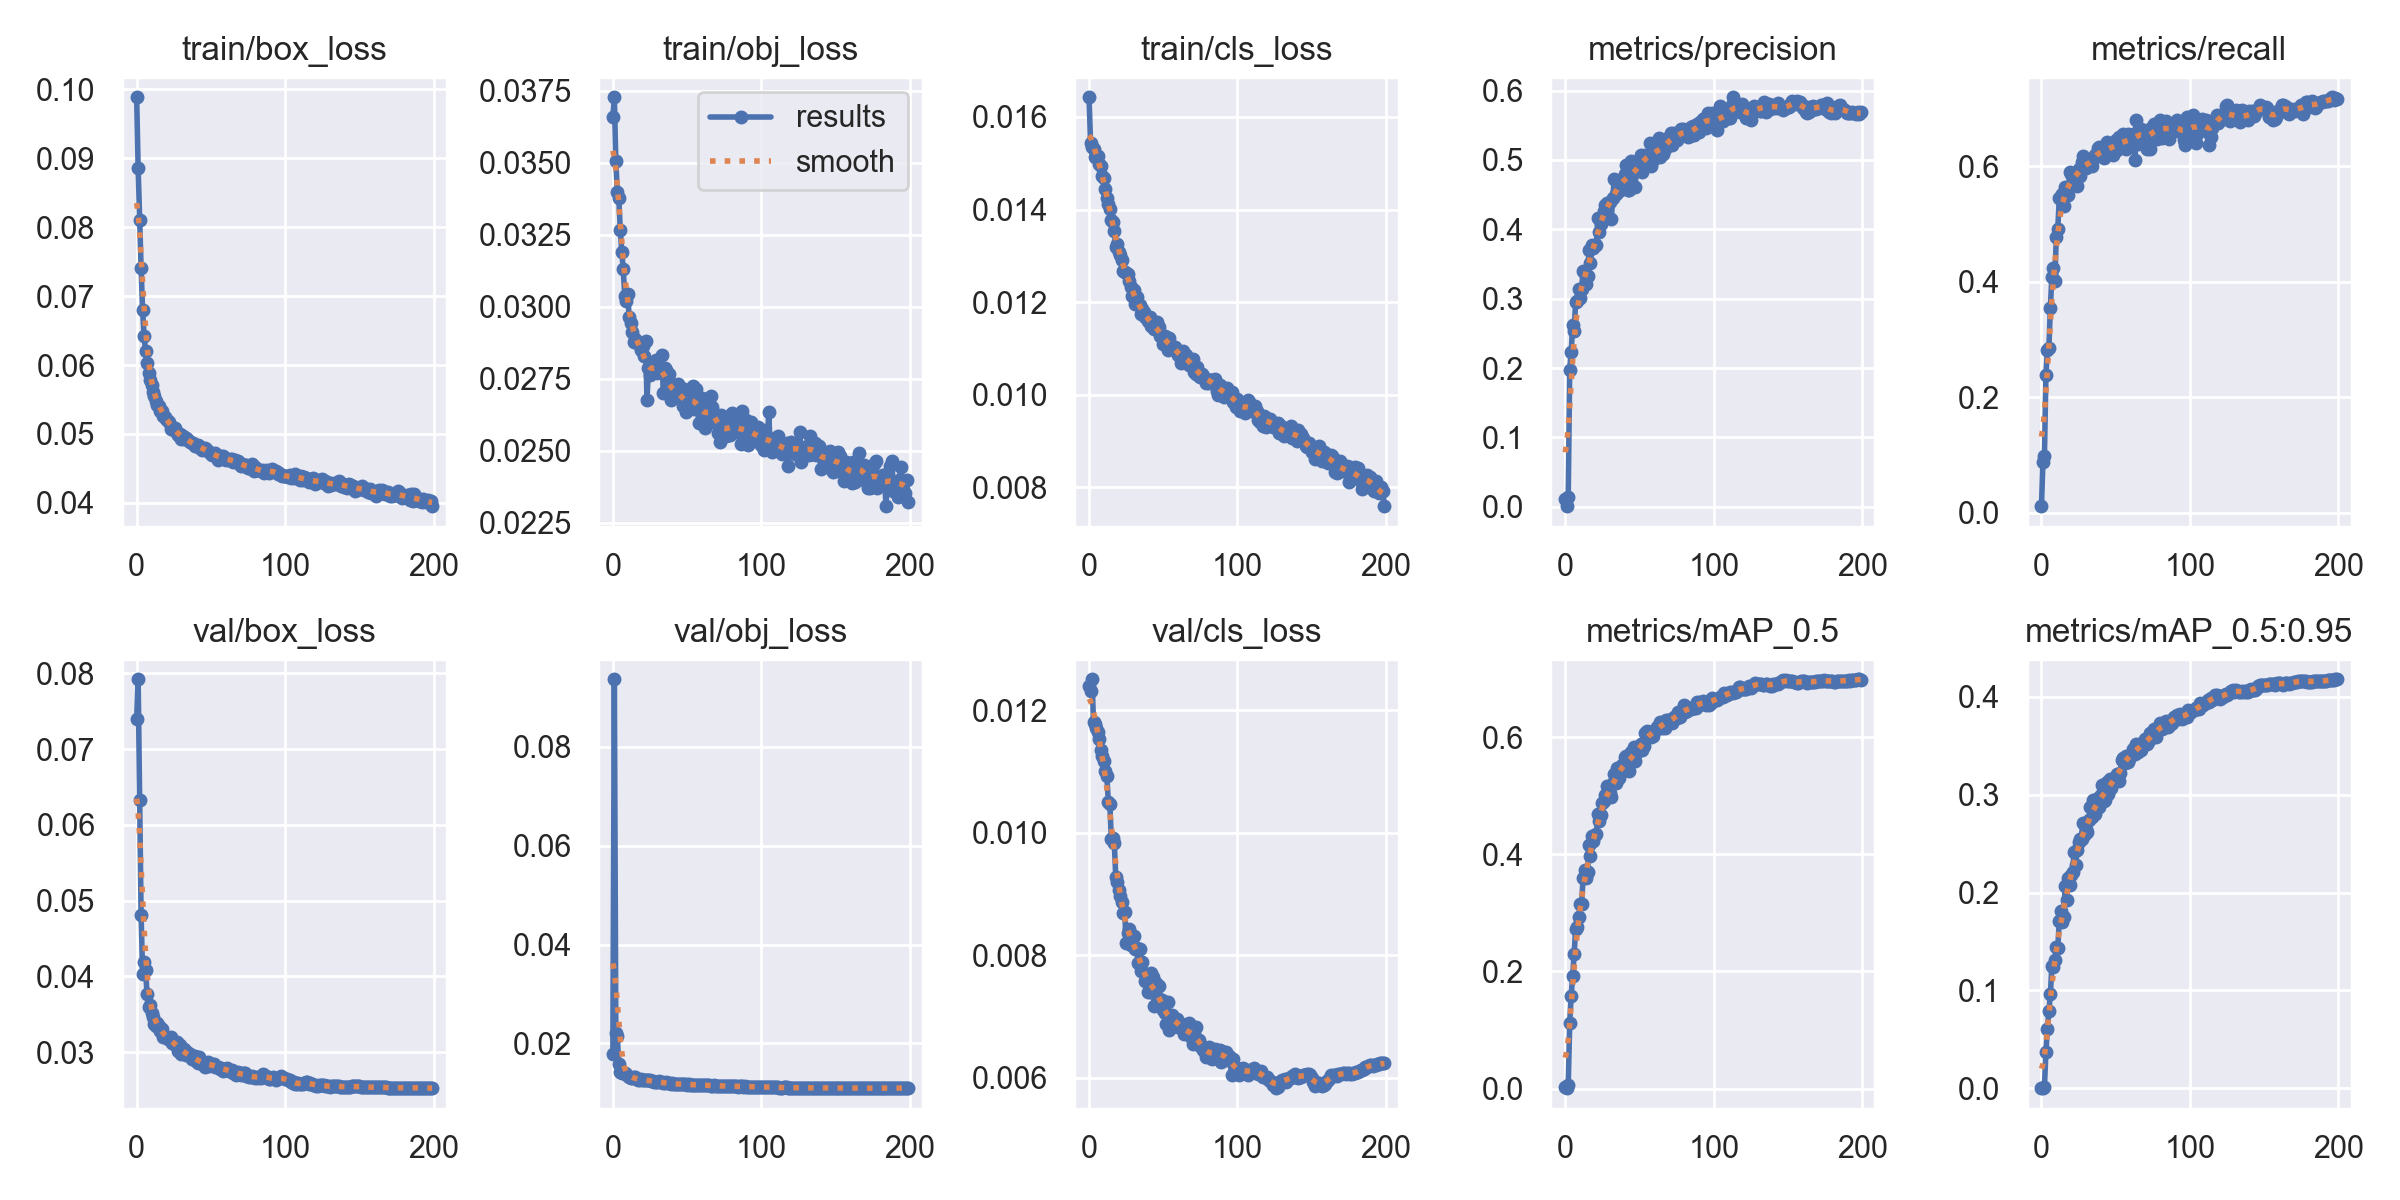 train/box_loss
0.10
0.09
0.08
0.07
0.06
0.05
0.04
0 100 200
train/obj_loss
results
smooth
0.0375
0.0350
0.0325
0.0300
0.0275
0.0250
0.0225
0 100 200
train/cls_loss
0.016
0.014
0.012
0.010
0.008
0 100 200
metrics/precision
0.6
0.5
0.4
0.3
0.2
0.1
0.0
0 100 200
metrics/recall
0.6
0.4
0.2
0.0
0 100 200
val/box_loss
0.08
0.07
0.06
0.05
0.04
0.03
0 100 200
val/obj_loss
0.08
0.06
0.04
0.02
0 100 200
val/cls_loss
0.012
0.010
0.008
0.006
0 100 200
metrics/mAP_0.5
0.6
0.4
0.2
0.0
0 100 200
metrics/mAP_0.5:0.95
0.4
0.3
0.2
0.1
0.0
0 100 200